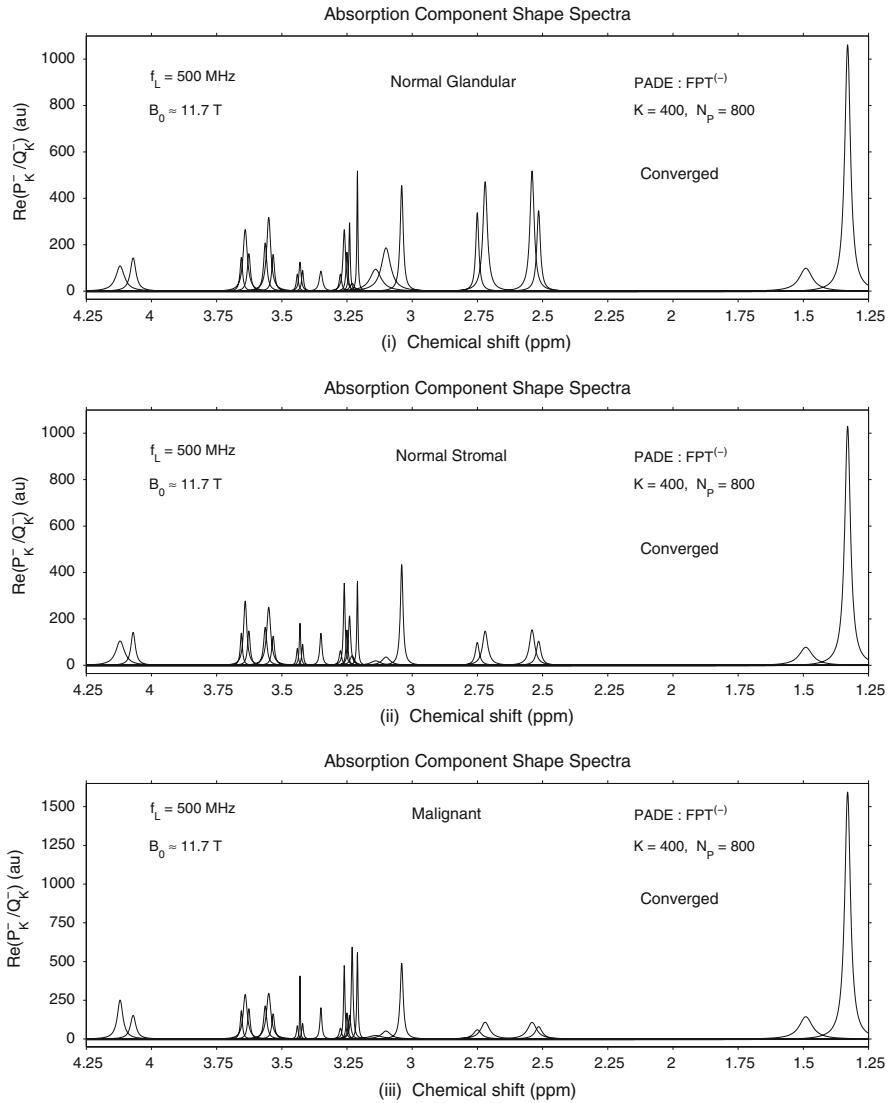 Absorption Component Shape Spectra
1000
800
600
400
200
0
Re(P_K^- /Q_K^-) (au)
f_L = 500 MHz
B_0 ≈ 11.7 T
Normal Glandular
PADE : FPT^(-)
K = 400, N_P = 800
Converged
4.25 4 3.75 3.5 3.25 3 2.75 2.5 2.25 2 1.75 1.5 1.25
(i) Chemical shift (ppm)
Absorption Component Shape Spectra
1000
800
600
400
200
0
Re(P_K^- /Q_K^-) (au)
f_L = 500 MHz
B_0 ≈ 11.7 T
Normal Stromal
PADE : FPT^(-)
K = 400, N_P = 800
Converged
4.25 4 3.75 3.5 3.25 3 2.75 2.5 2.25 2 1.75 1.5 1.25
(ii) Chemical shift (ppm)
Absorption Component Shape Spectra
1500
1250
1000
750
500
250
0
Re(P_K^- /Q_K^-) (au)
f_L = 500 MHz
B_0 ≈ 11.7 T
Malignant
PADE : FPT^(-)
K = 400, N_P = 800
Converged
4.25 4 3.75 3.5 3.25 3 2.75 2.5 2.25 2 1.75 1.5 1.25
(iii) Chemical shift (ppm)